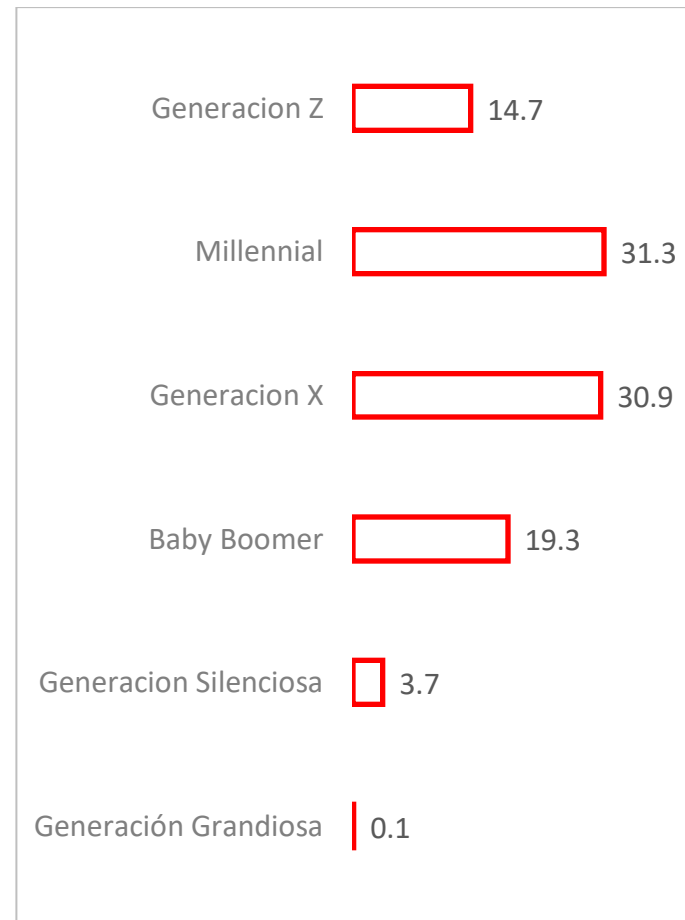 Generacion Z 14.7
Millennial 31.3
Generacion X 30.9
Baby Boomer 19.3
Generacion Silenciosa 3.7
Generación Grandiosa 0.1